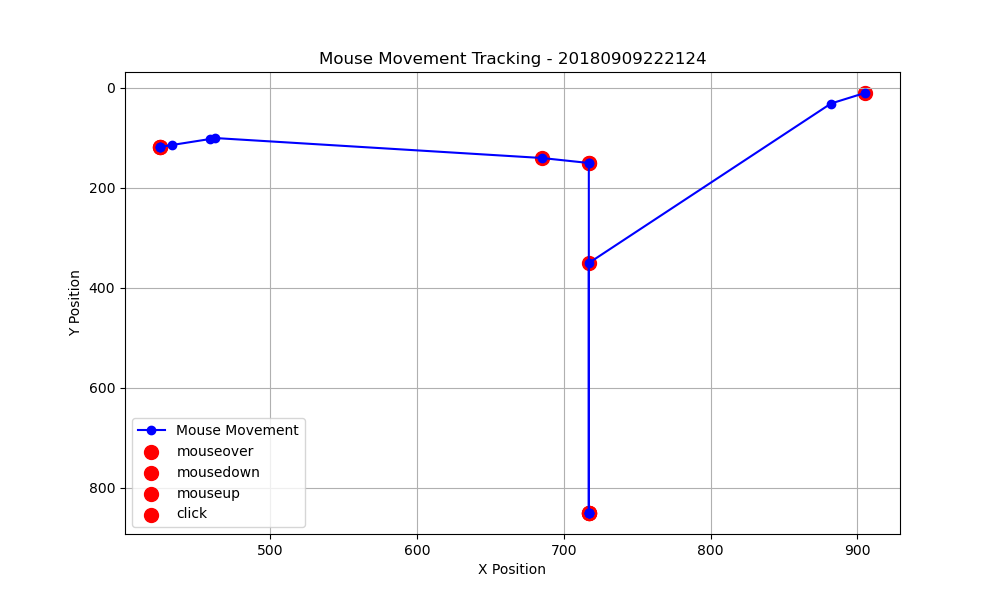 Mouse Movement Tracking - 20180909222124
0
200
400
600
800
Y Position
Mouse Movement
mouseover
mousedown
mouseup
click
500
600
700
800
900
X Position